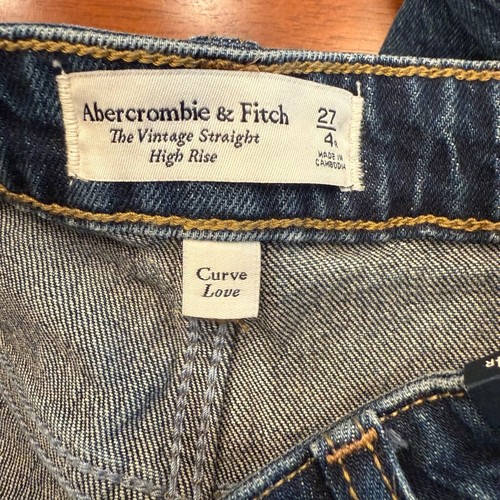 Abercrombie & Fitch
The Vintage Straight
High Rise
27
4R
MADE IN
CAMBODIA
Curve
Love